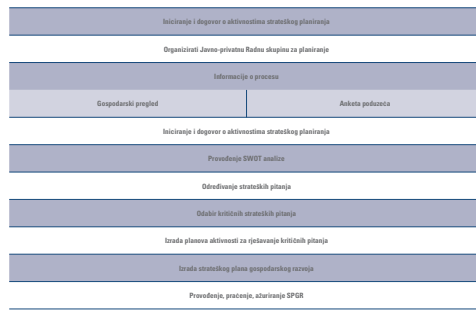 Iniciranje i dogovor o aktivnostima strateškog planiranja
Organizirati Javno-privatnu Radnu skupinu za planiranje
Informacije o procesu
Gospodarski pregled
Anketa poduzeća
Iniciranje i dogovor o aktivnostima strateškog planiranja
Provođenje SWOT analize
Određivanje strateških pitanja
Odabir kritičnih strateških pitanja
Izrada planova aktivnosti za rješavanje kritičnih pitanja
Izrada strateškog plana gospodarskog razvoja
Provođenje, praćenje, ažuriranje SPGR